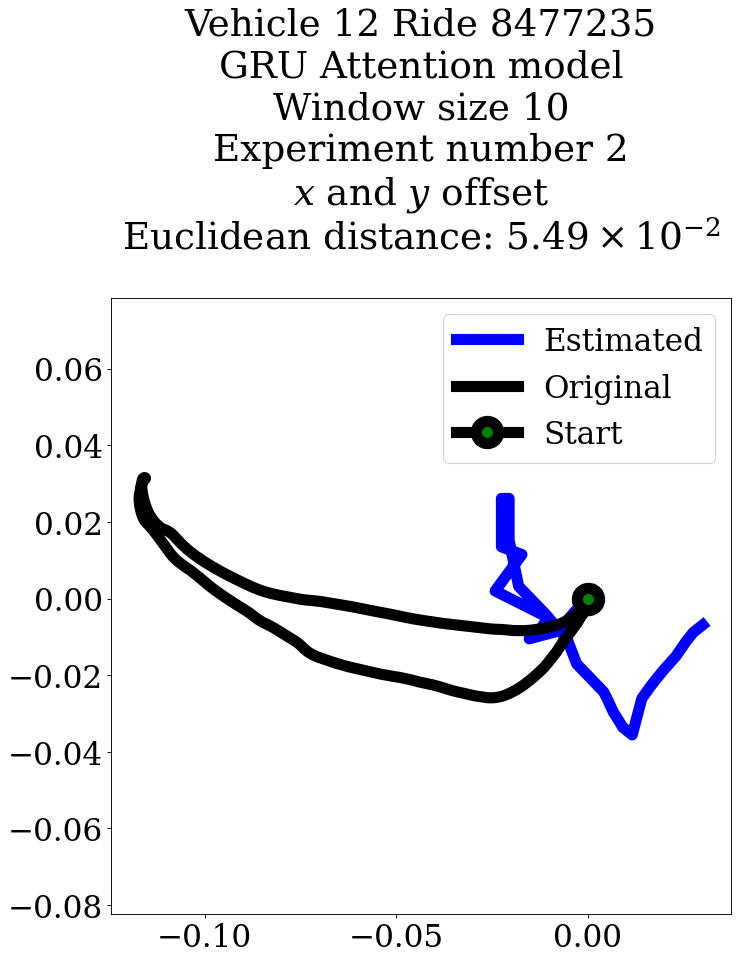 Vehicle 12 Ride 8477235
GRU Attention model
Window size 10
Experiment number 2
x and y offset
Euclidean distance: 5.49 × 10⁻²
Estimated
Original
Start
0.06
0.04
0.02
0.00
−0.02
−0.04
−0.06
−0.08
−0.10
−0.05
0.00